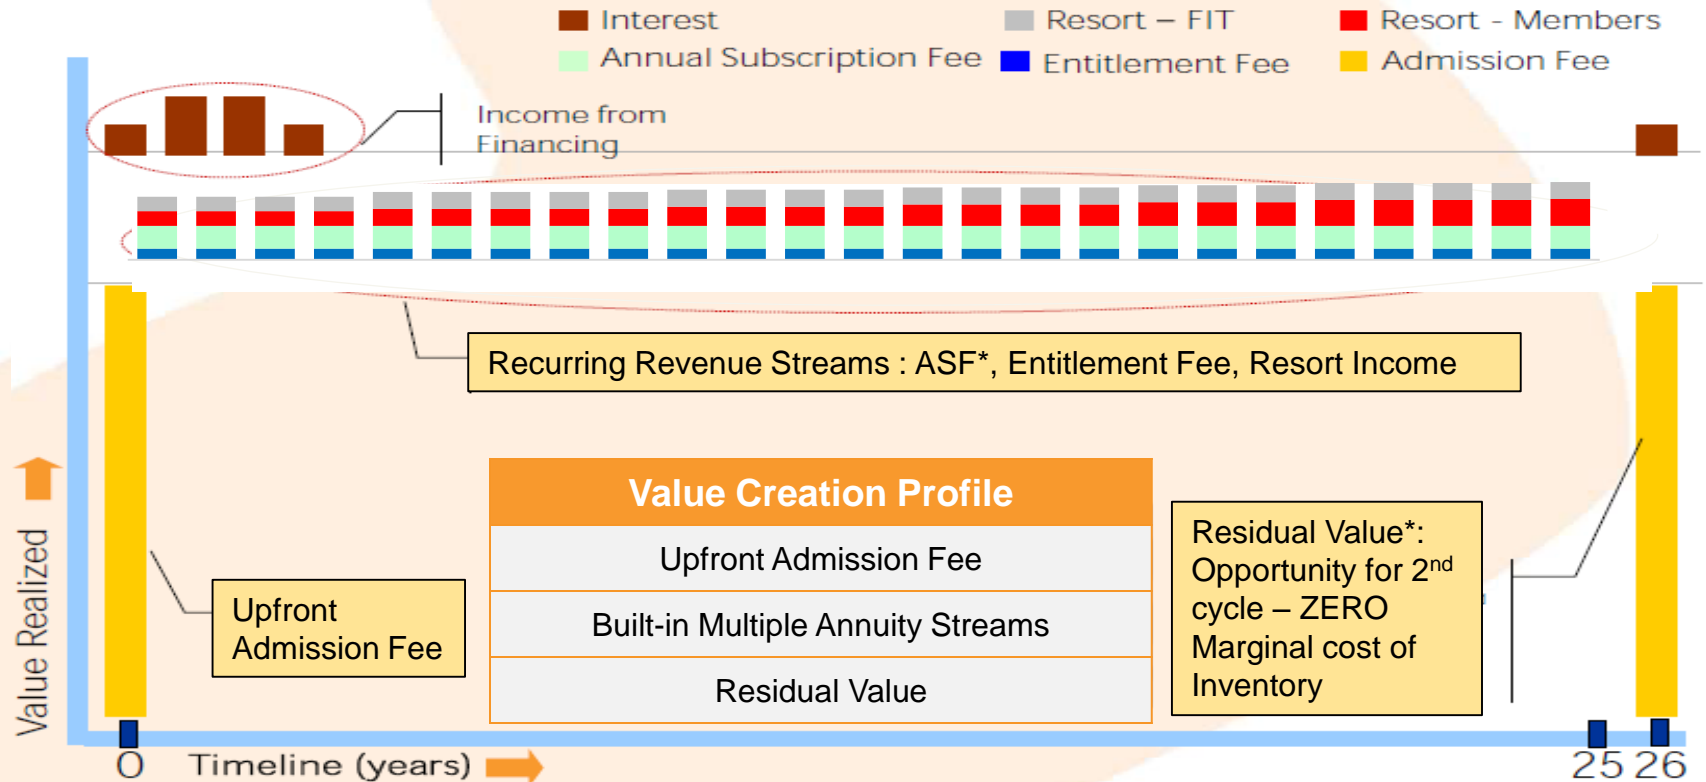 Interest
Resort – FIT
Resort - Members
Annual Subscription Fee
Entitlement Fee
Admission Fee
Income from
Financing
Recurring Revenue Streams : ASF*, Entitlement Fee, Resort Income
Value Creation Profile
Upfront Admission Fee
Built-in Multiple Annuity Streams
Residual Value
Upfront
Admission Fee
Residual Value*:
Opportunity for 2nd
cycle – ZERO
Marginal cost of
Inventory
Value Realized
0
Timeline (years)
25
26